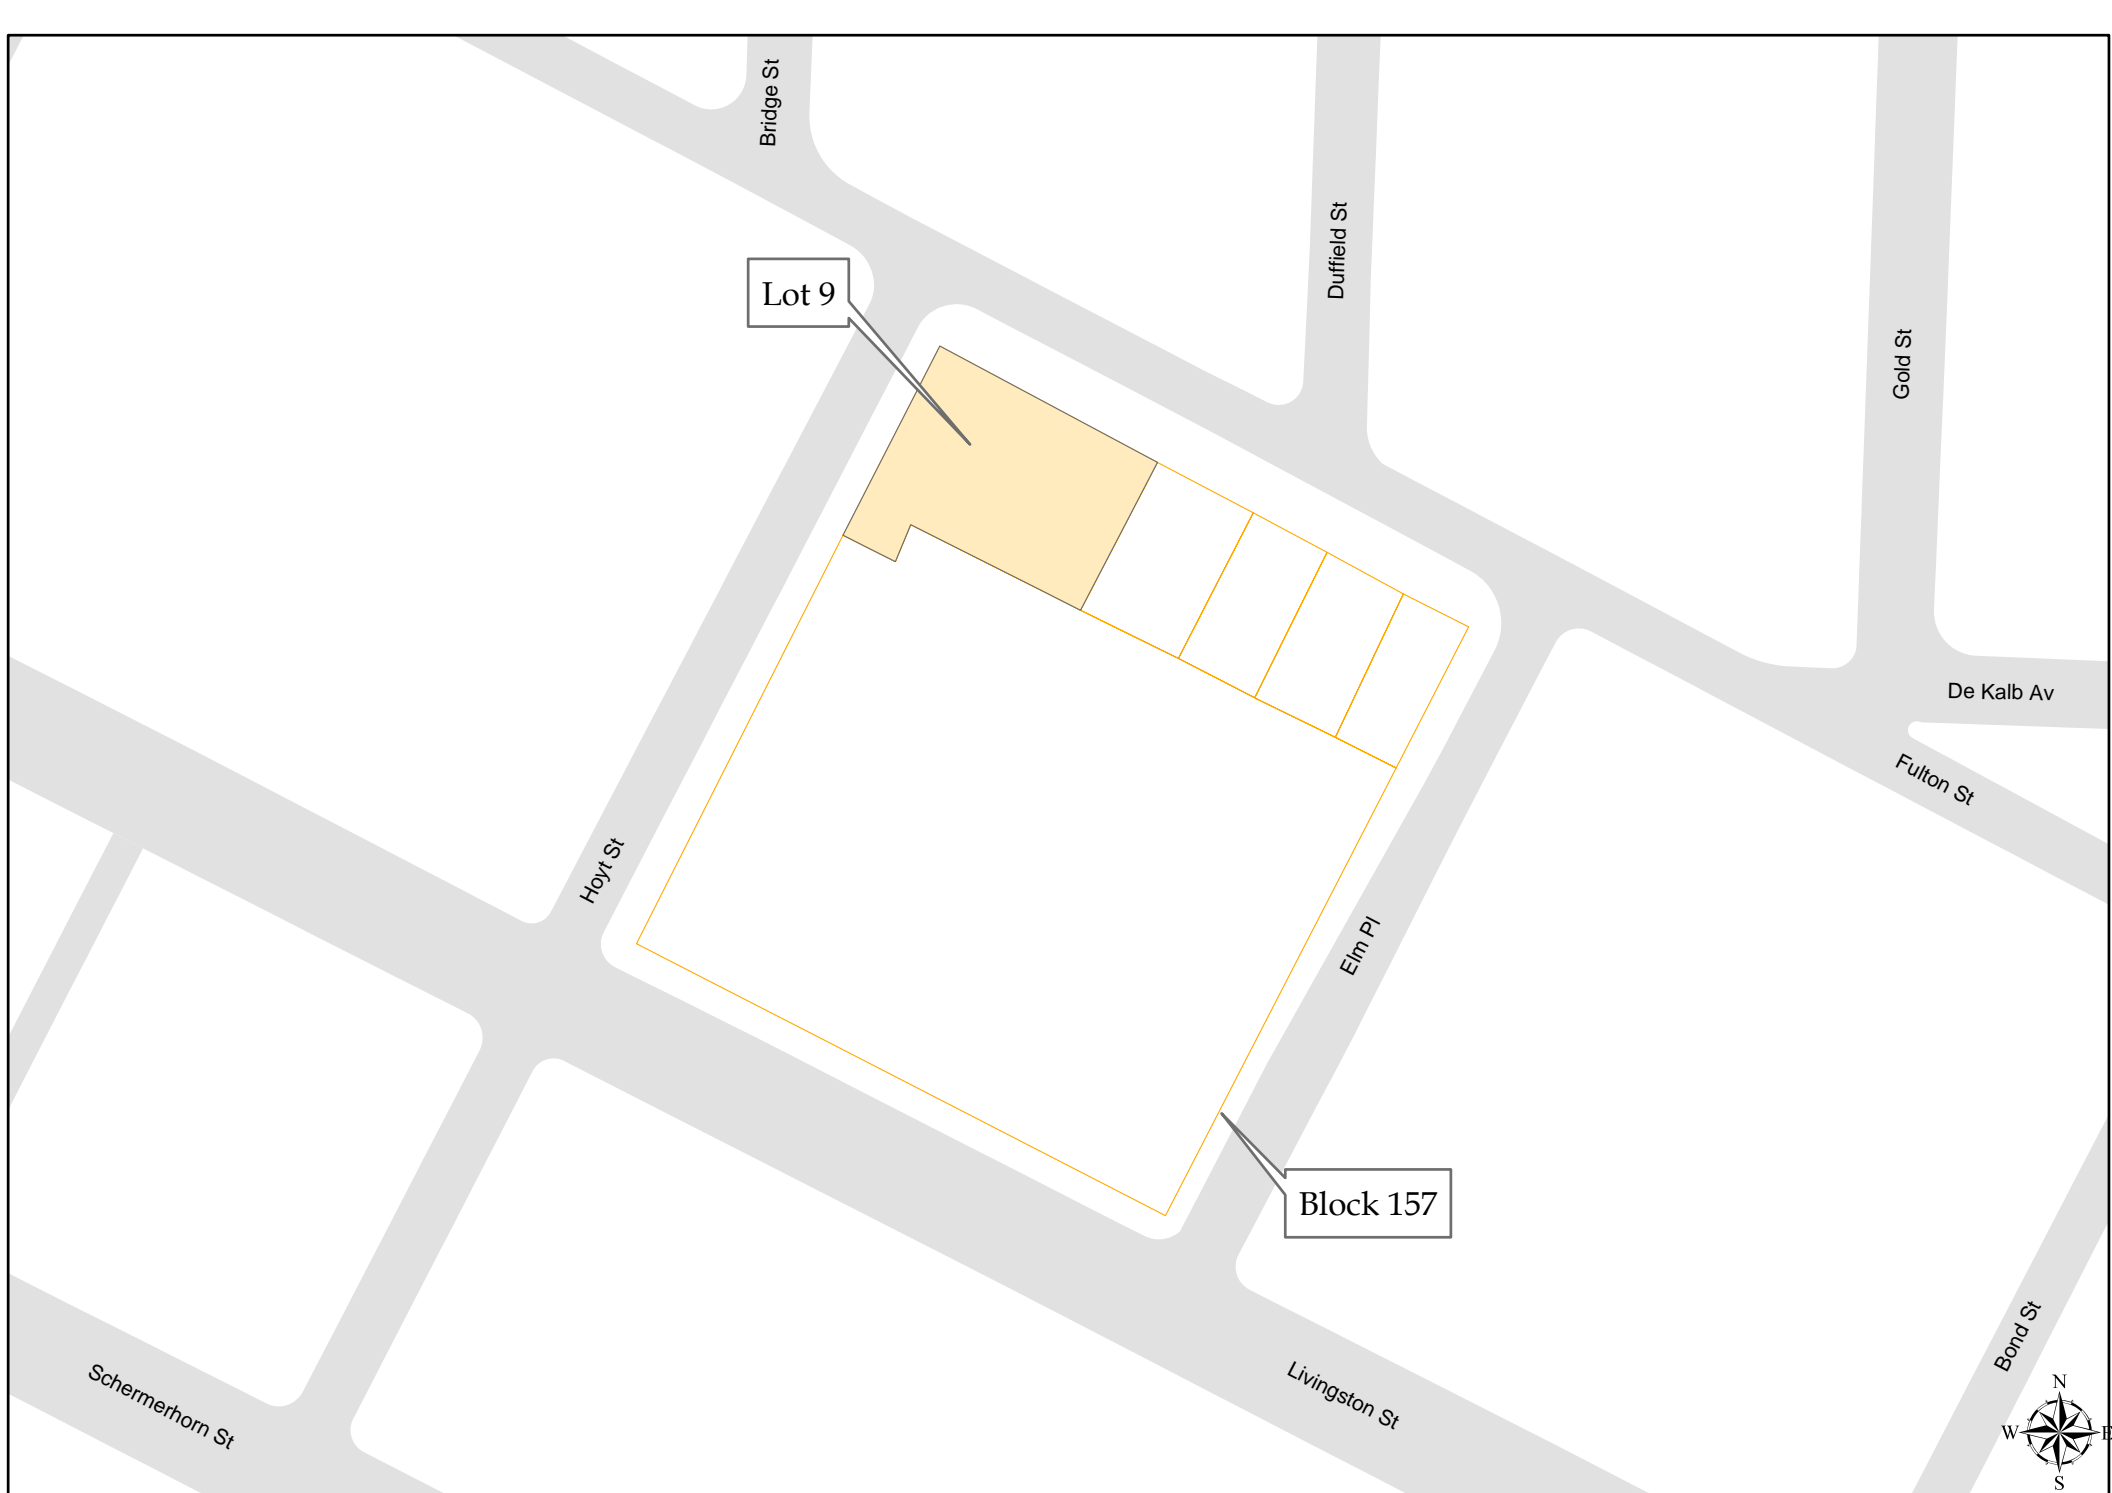 Bridge St
Duffield St
Lot 9
Gold St
De Kalb Av
Fulton St
Hoyt St
Elm Pl
Block 157
Bond St
Livingston St
Schermerhorn St
N
W
E
S